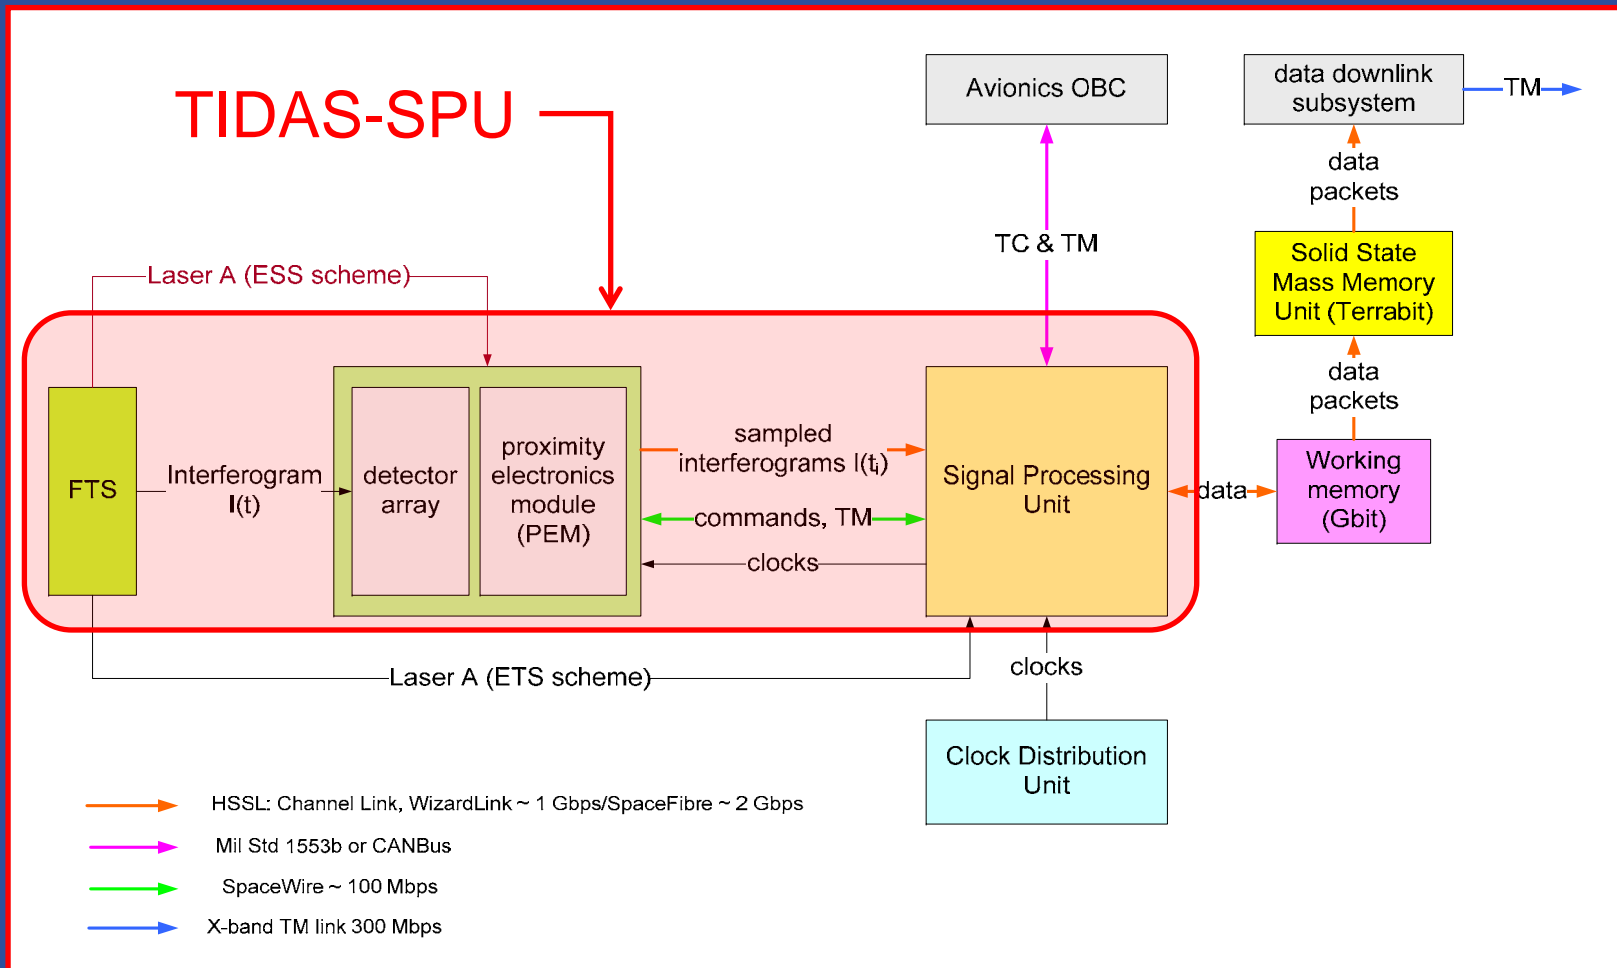 TIDAS-SPU
Avionics OBC
data downlink
subsystem
TM
data
packets
TC & TM
Solid State
Mass Memory
Unit (Terrabit)
Laser A (ESS scheme)
data
packets
FTS
Interferogram
I(t)
detector
array
proximity
electronics
module
(PEM)
sampled
interferograms I(ti)
commands, TM
clocks
Signal Processing
Unit
data
Working
memory
(Gbit)
Laser A (ETS scheme)
clocks
Clock Distribution
Unit
HSSL: Channel Link, WizardLink ~ 1 Gbps/SpaceFibre ~ 2 Gbps
Mil Std 1553b or CANBus
SpaceWire ~ 100 Mbps
X-band TM link 300 Mbps